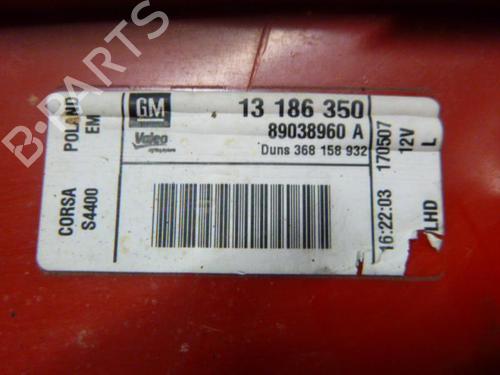 GM
13 186 350
Valeo
89038960 A
Duns 368 158 932
CORSA POLAND
S4400 EM
16:22:03 170507
LHD 12V L
B-PARTS